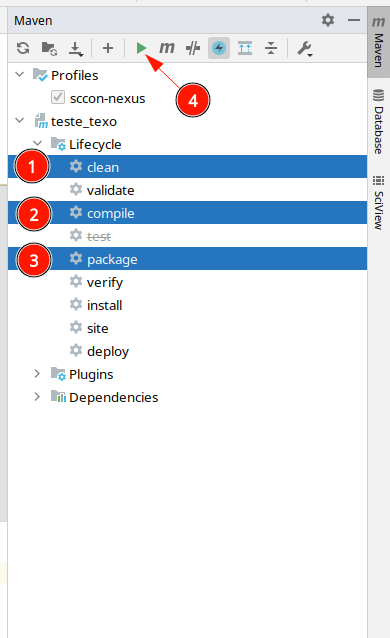 Maven
m
Profiles
sccon-nexus
4
teste_texo
Lifecycle
1
clean
validate
2
compile
test
3
package
verify
install
site
deploy
Plugins
Dependencies
m
Maven
Database
SciView